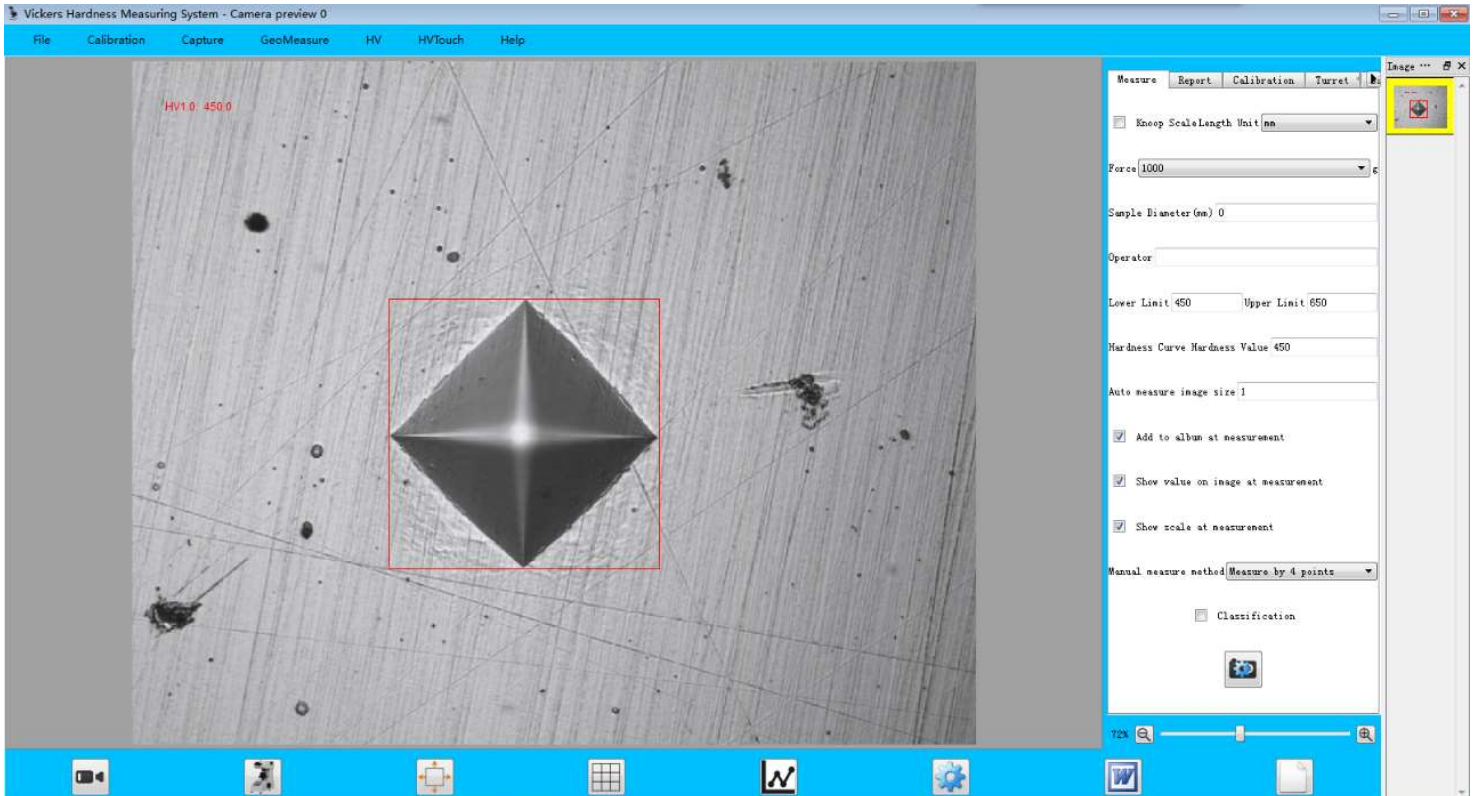 Vickers Hardness Measuring System - Camera preview 0
File Calibration Capture GeoMeasure HV HVTouch Help
HV1.0: 450.0
Measure Report Calibration Turret
Image ···
Knoop Scale Length Unit mm
Force 1000 g
Sample Diameter(mm) 0
Operator
Lower Limit 450 Upper Limit 650
Hardness Curve Hardness Value 450
Auto measure image size 1
Add to album at measurement
Show value on image at measurement
Show scale at measurement
Manual measure method Measure by 4 points
Classification
72%
W